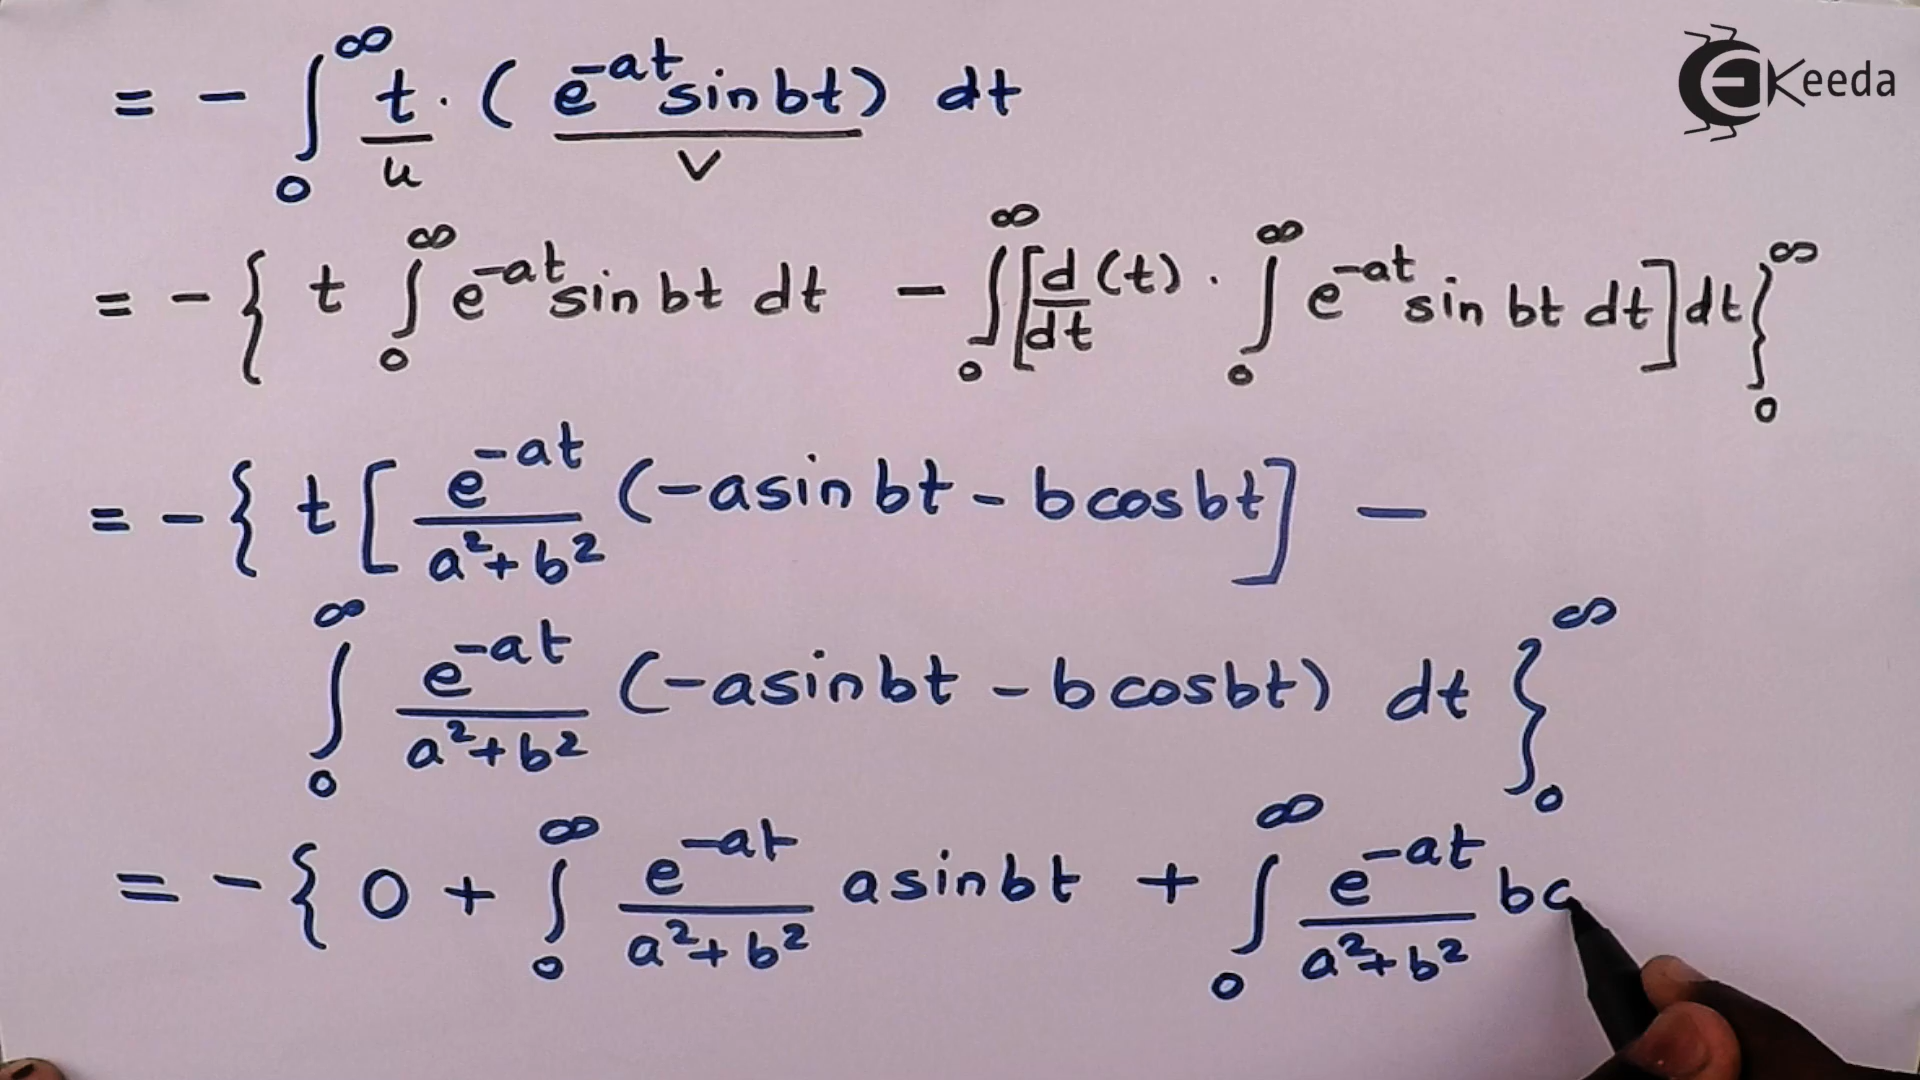 = - ∫₀^∞ t · ( e^-at sin bt ) dt
EKeeda
u v
= - { t ∫₀^∞ e^-at sin bt dt - ∫₀^∞ [ d/dt (t) · ∫₀^∞ e^-at sin bt dt ] dt }₀^∞
= - { t [ e^-at / a²+b² (-a sin bt - b cos bt ] -
∫₀^∞ e^-at / a²+b² (-a sin bt - b cos bt) dt }₀^∞
= - { 0 + ∫₀^∞ e^-at / a²+b² a sin bt + ∫₀^∞ e^-at / a²+b² bc